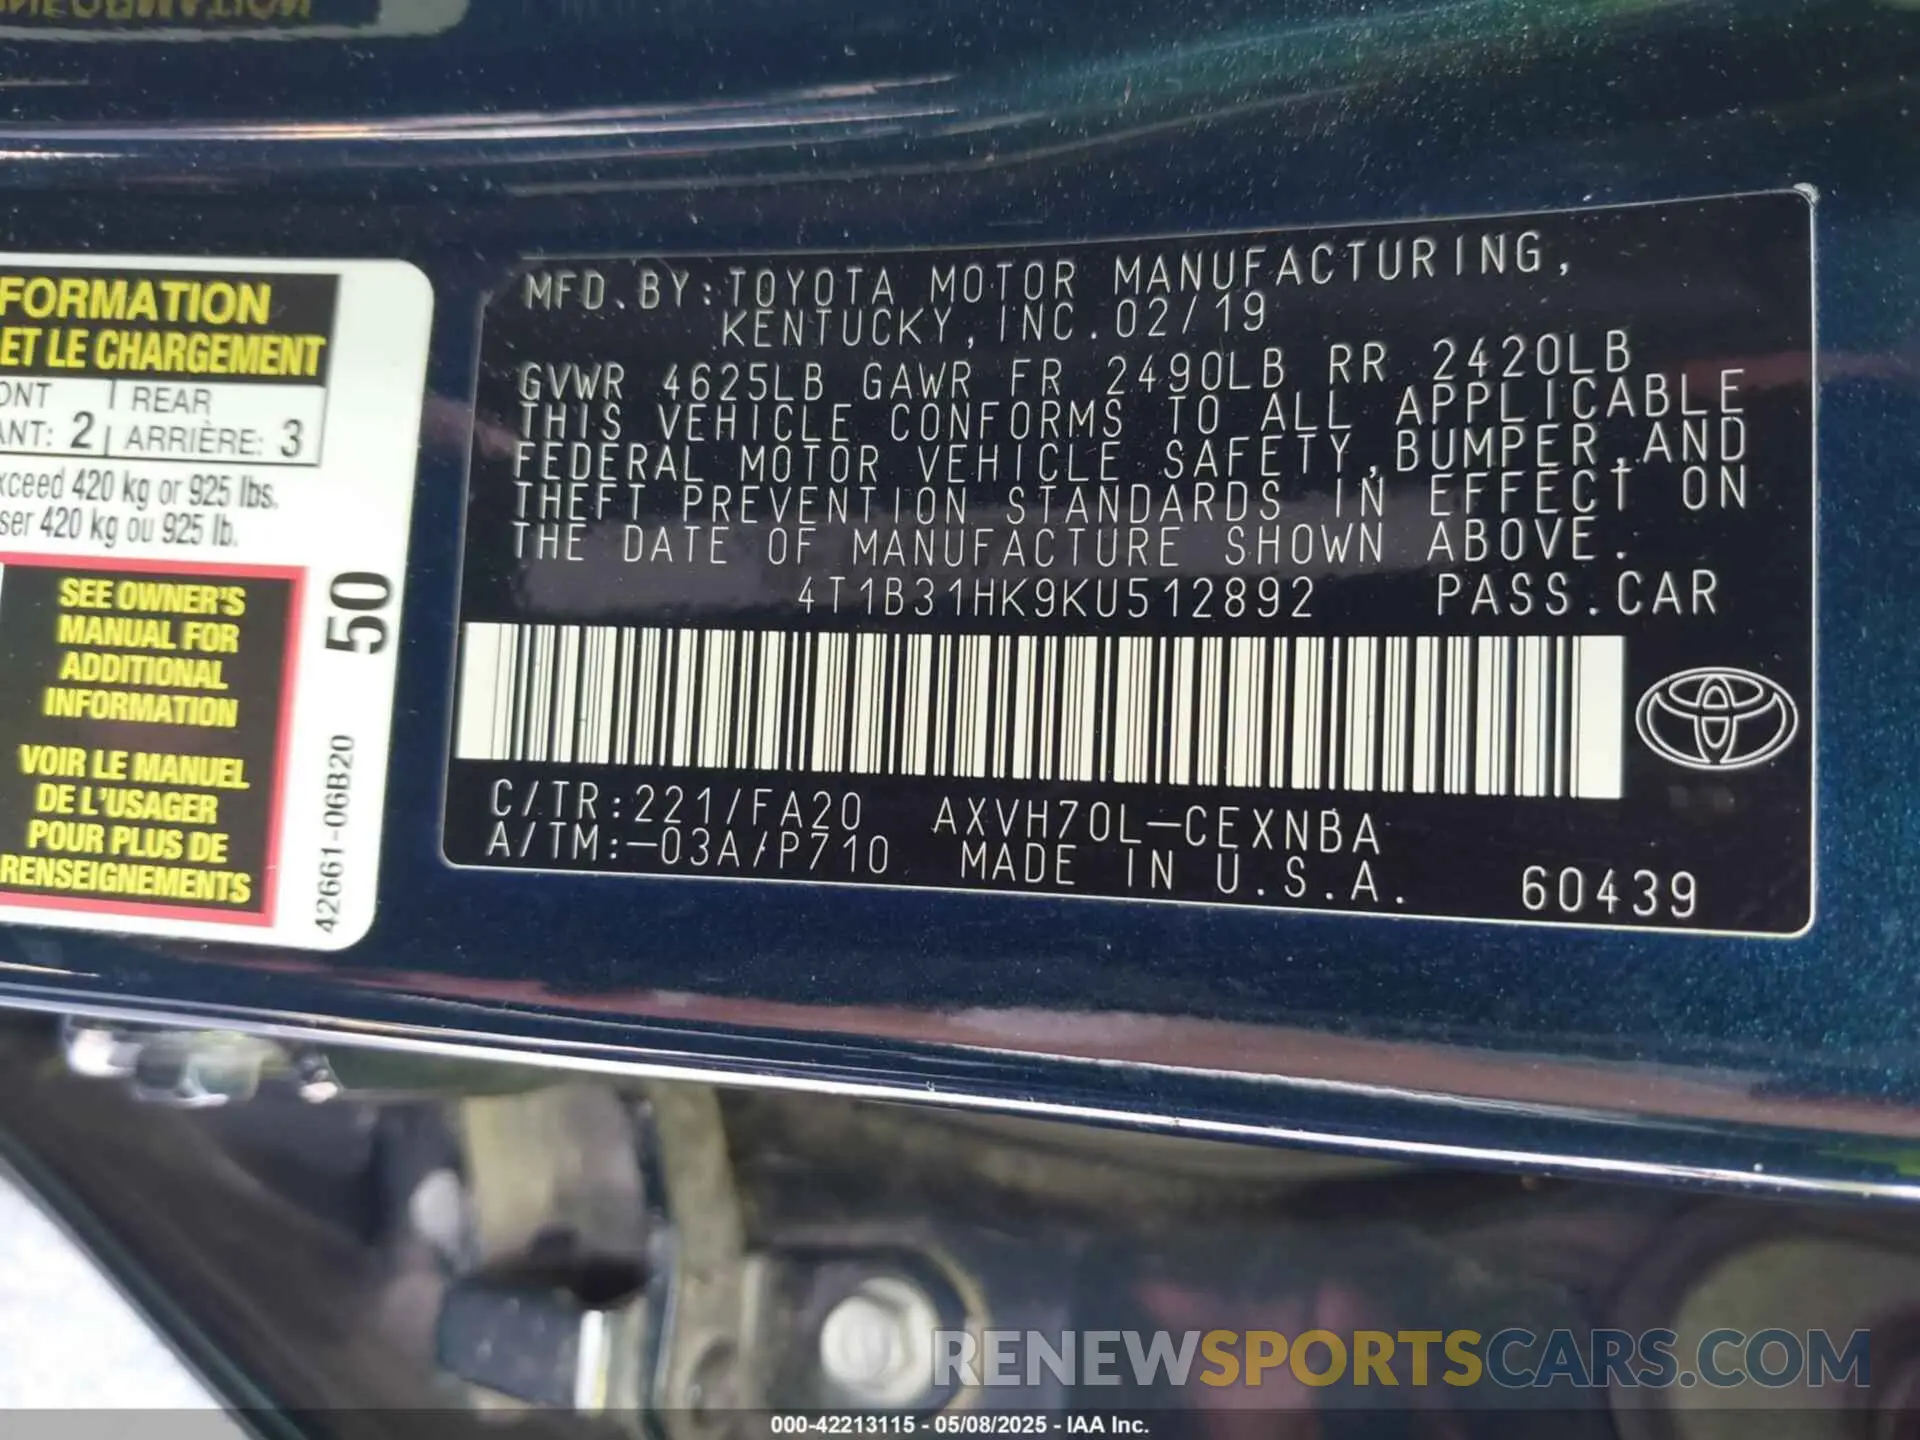 FORMATION
ET LE CHARGEMENT
ONT REAR
ANT: 2 ARRIÈRE: 3
xceed 420 kg or 925 lbs.
ser 420 kg ou 925 lb.
SEE OWNER'S
MANUAL FOR
ADDITIONAL
INFORMATION
VOIR LE MANUEL
DE L'USAGER
POUR PLUS DE
RENSEIGNEMENTS
50
42661-06B20
MFD.BY:TOYOTA MOTOR MANUFACTURING,
KENTUCKY,INC.02/19
GVWR 4625LB GAWR FR 2490LB RR 2420LB
THIS VEHICLE CONFORMS TO ALL APPLICABLE
FEDERAL MOTOR VEHICLE SAFETY,BUMPER,AND
THEFT PREVENTION STANDARDS IN EFFECT ON
THE DATE OF MANUFACTURE SHOWN ABOVE.
4T1B31HK9KU512892 PASS.CAR
C/TR:221/FA20 AXVH70L-CEXNBA
A/TM:-03A/P710 MADE IN U.S.A. 60439
RENEWSPORTSCARS.COM
000-42213115 - 05/08/2025 - IAA Inc.